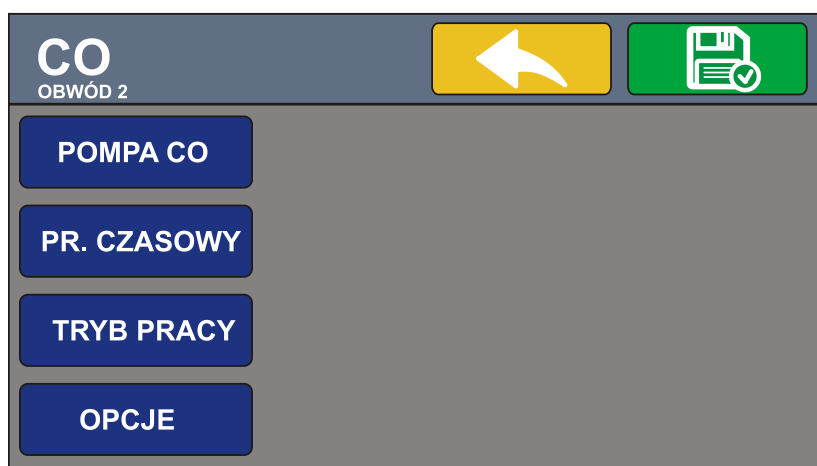 CO
OBWÓD 2
POMPA CO
PR. CZASOWY
TRYB PRACY
OPCJE